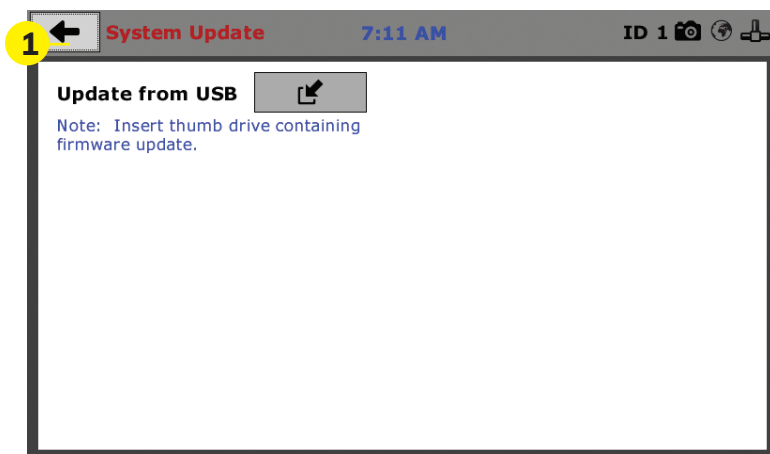 1 System Update 7:11 AM ID 1
Update from USB
Note: Insert thumb drive containing
firmware update.